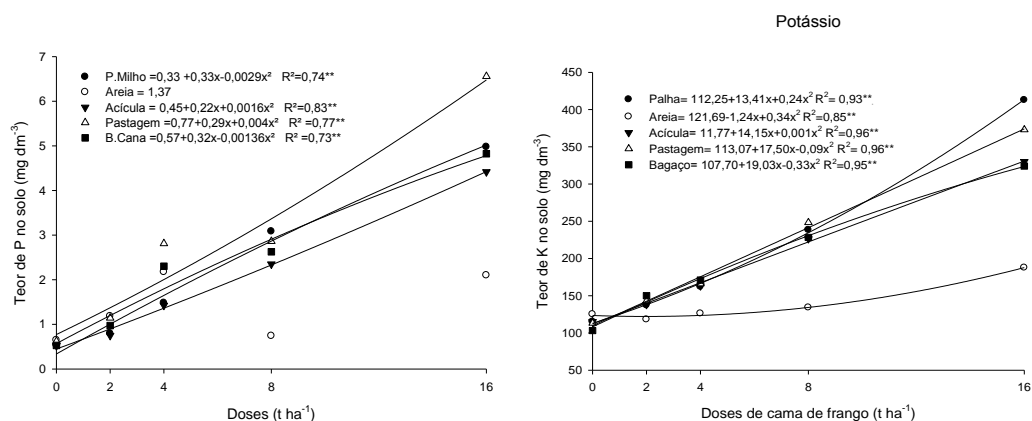 Potássio
7
6
5
4
3
2
1
0
Teor de P no solo (mg dm-3)
P.Milho =0,33 +0,33x-0,0029x² R²=0,74**
Areia = 1,37
Acícula = 0,45+0,22x+0,0016x² R²=0,83**
Pastagem =0,77+0,29x+0,004x² R²=0,77**
B.Cana =0,57+0,32x-0,00136x² R²=0,73**
0 2 4 8 16
Doses (t ha-1)
450
400
350
300
250
200
150
100
50
Teor de K no solo (mg dm-3)
Palha= 112,25+13,41x+0,24x2 R2= 0,93**
Areia= 121,69-1,24x+0,34x2 R2=0,85**
Acícula= 11,77+14,15x+0,001x2 R2=0,96**
Pastagem= 113,07+17,50x-0,09x2 R2= 0,96**
Bagaço= 107,70+19,03x-0,33x2 R2=0,95**
0 2 4 8 16
Doses de cama de frango (t ha-1)